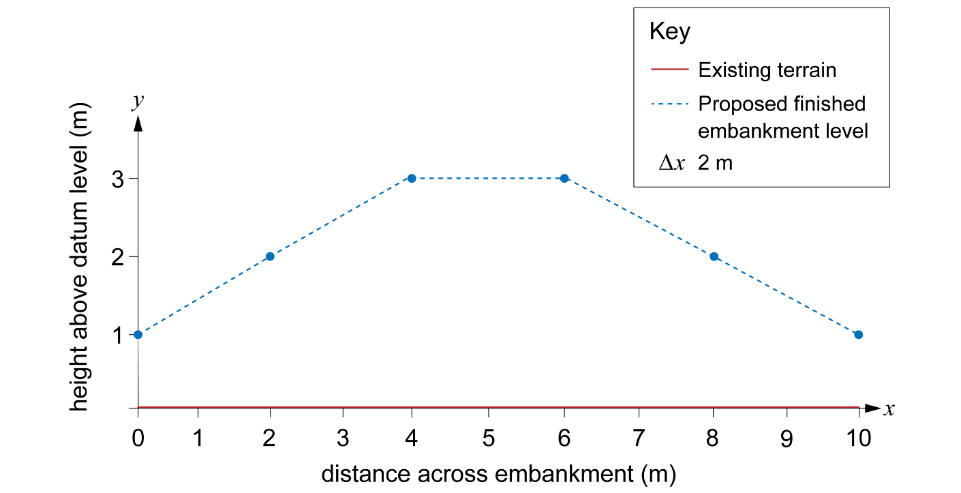 Key
Existing terrain
Proposed finished
embankment level
Δx 2 m
y
height above datum level (m)
3
2
1
0 1 2 3 4 5 6 7 8 9 10
x
distance across embankment (m)